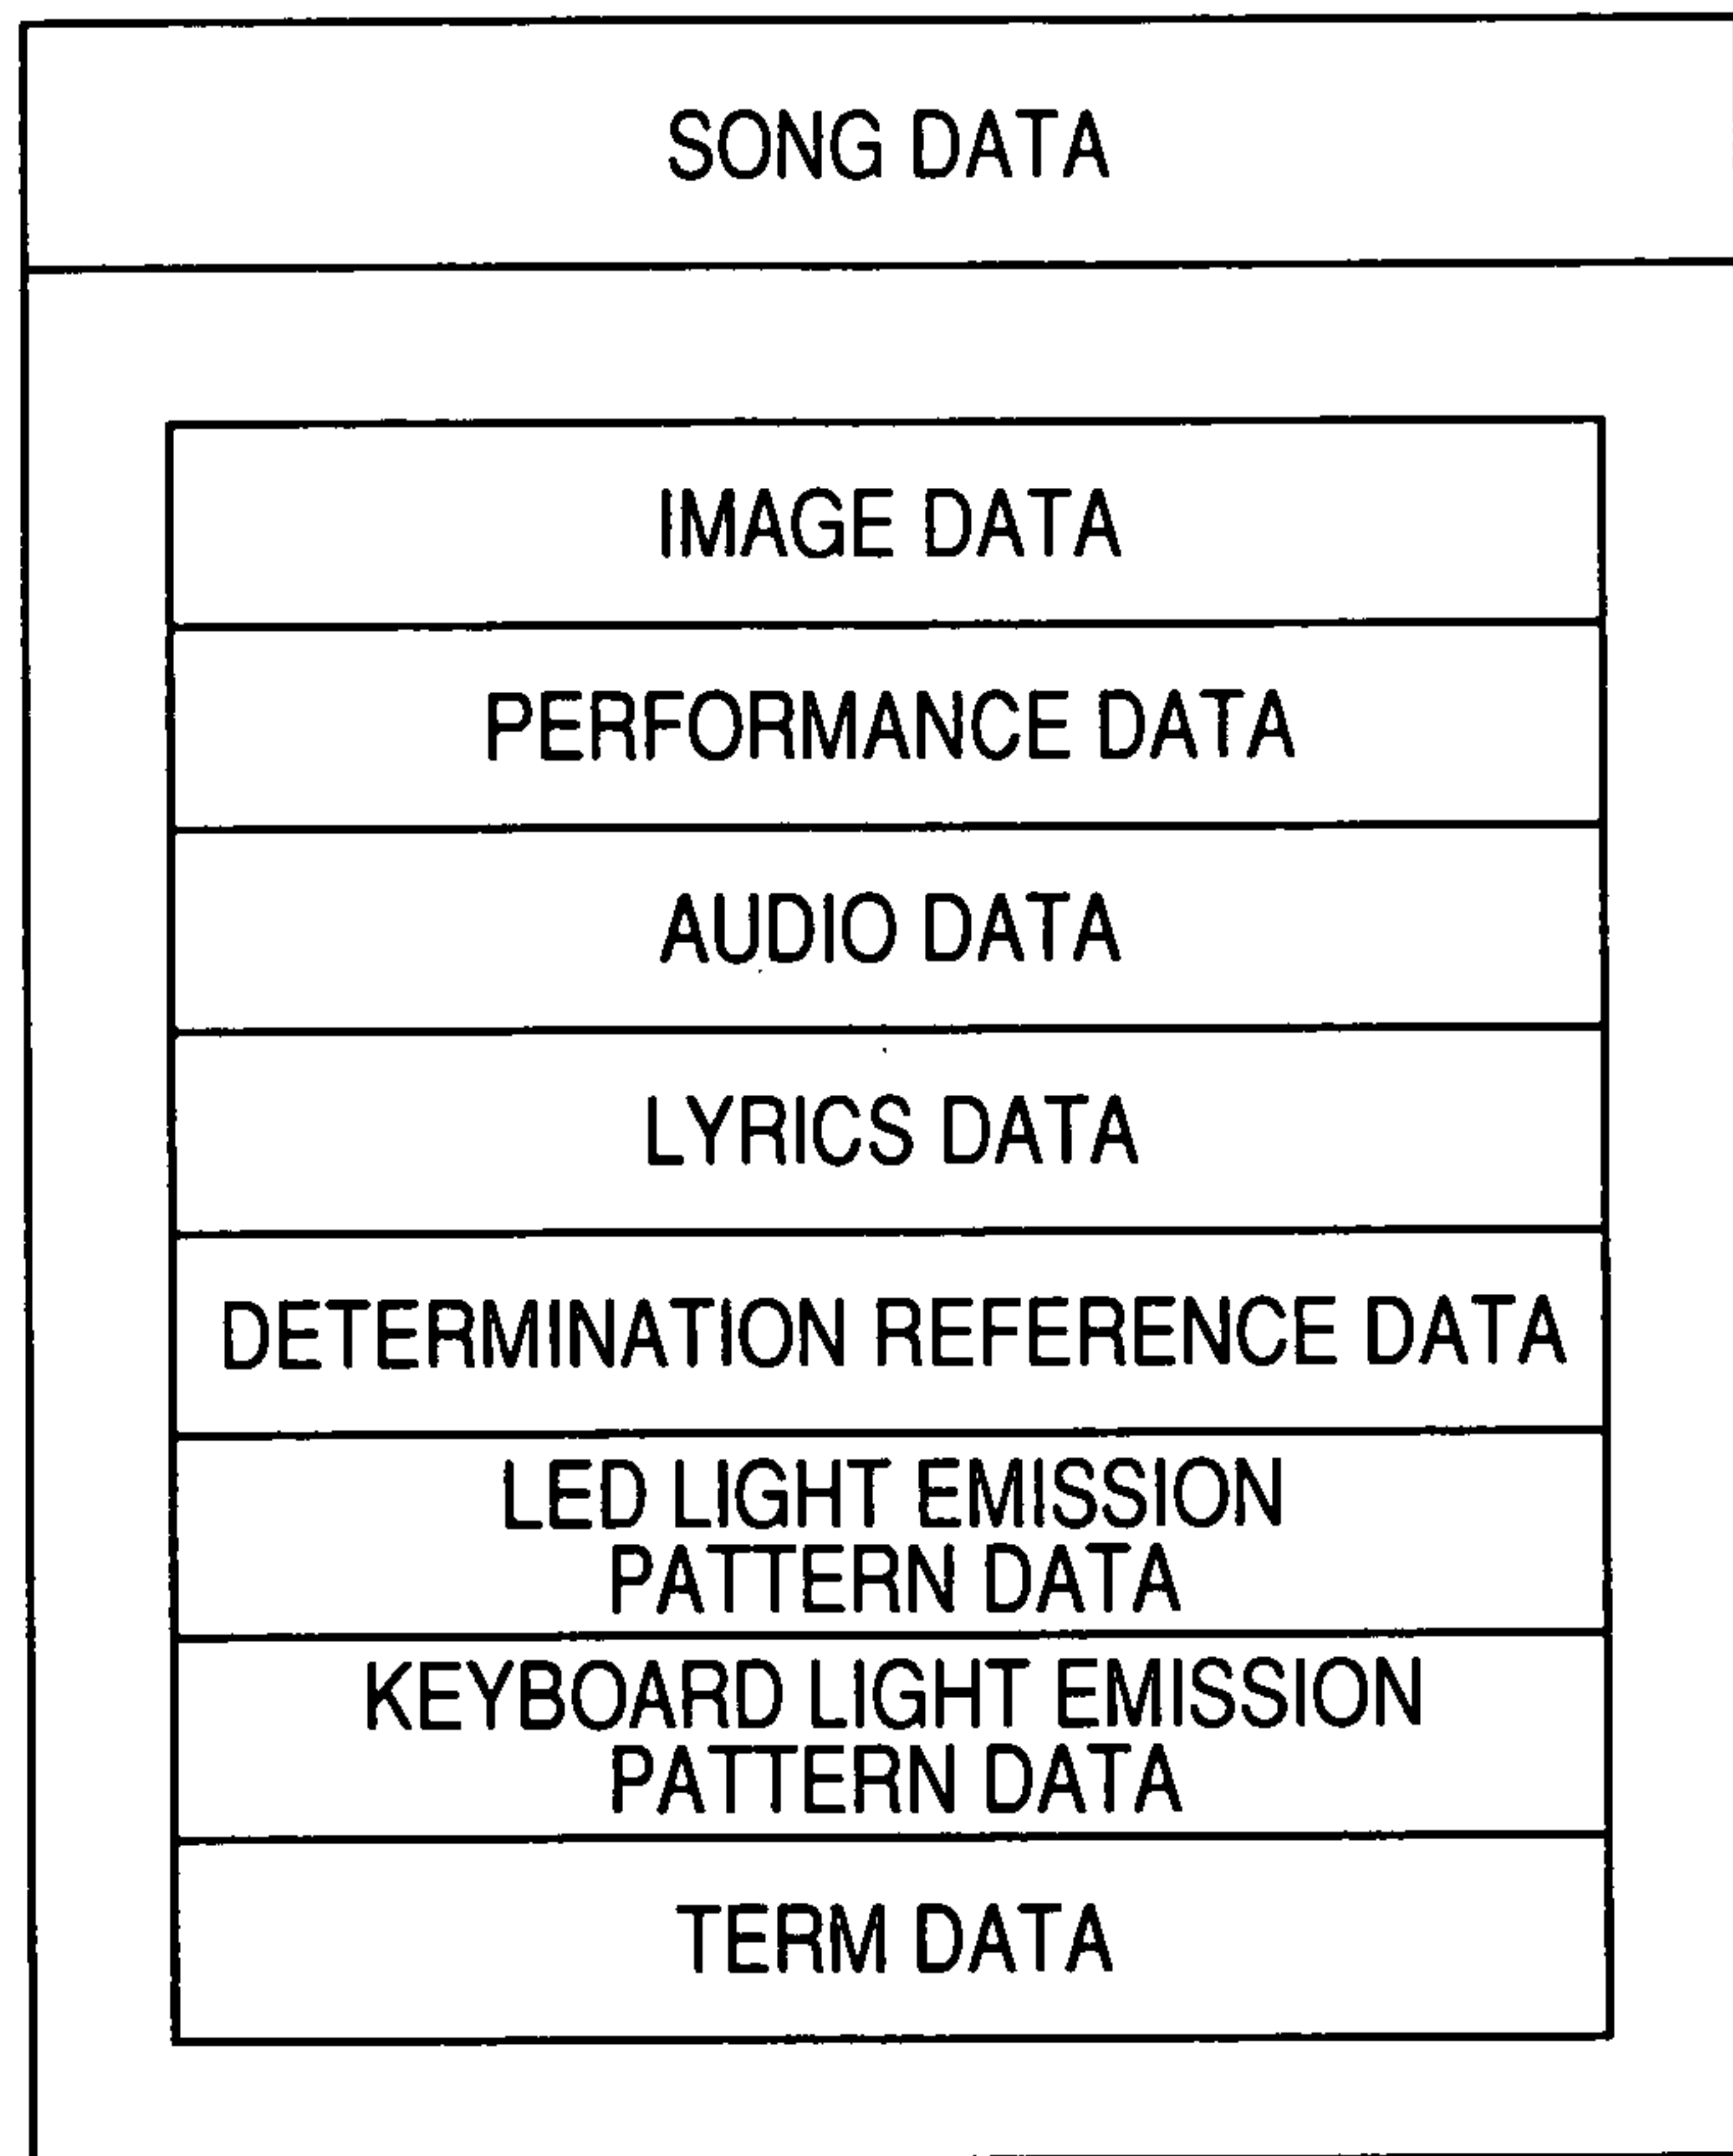 SONG DATA
IMAGE DATA
PERFORMANCE DATA
AUDIO DATA
LYRICS DATA
DETERMINATION REFERENCE DATA
LED LIGHT EMISSION
PATTERN DATA
KEYBOARD LIGHT EMISSION
PATTERN DATA
TERM DATA